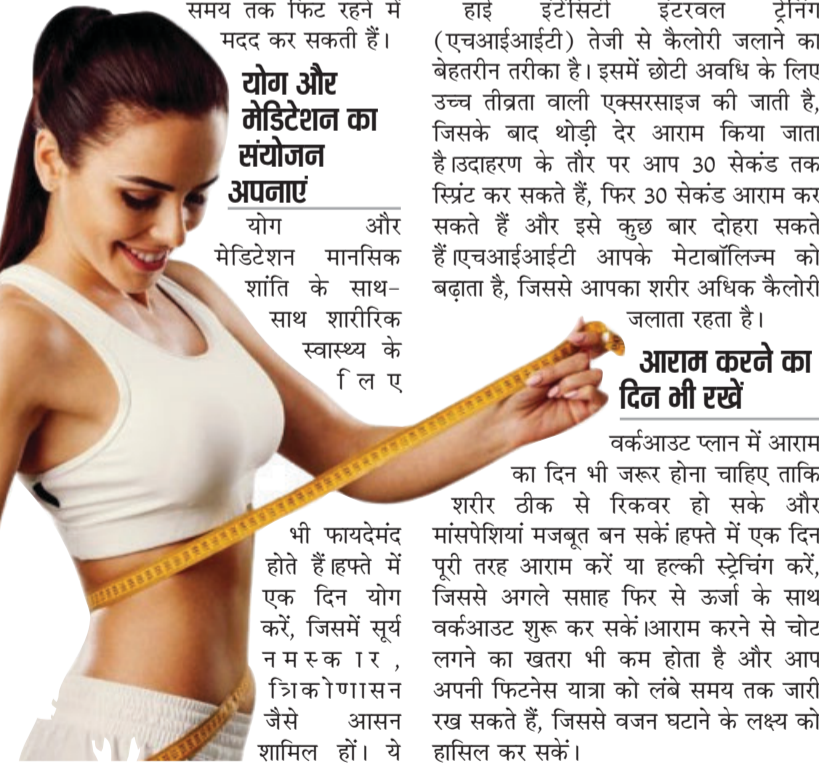 समय तक फिट रहने में
मदद कर सकती हैं।
योग और
मेडिटेशन का
संयोजन
अपनाएं
योग और
मेडिटेशन मानसिक
शांति के साथ-
साथ शारीरिक
स्वास्थ्य के
लिए
भी फायदेमंद
होते हैं।हफ्ते में
एक दिन योग
करें, जिसमें सूर्य
नमस्कार,
त्रिकोणासन
जैसे आसन
शामिल हों। ये
हाई इंटेंसिटी इंटरवल ट्रेनिंग
(एचआईआईटी) तेजी से कैलोरी जलाने का
बेहतरीन तरीका है। इसमें छोटी अवधि के लिए
उच्च तीव्रता वाली एक्सरसाइज की जाती है,
जिसके बाद थोड़ी देर आराम किया जाता
है।उदाहरण के तौर पर आप 30 सेकंड तक
स्प्रिंट कर सकते हैं, फिर 30 सेकंड आराम कर
सकते हैं और इसे कुछ बार दोहरा सकते
हैं।एचआईआईटी आपके मेटाबॉलिज्म को
बढ़ाता है, जिससे आपका शरीर अधिक कैलोरी
जलाता रहता है।
आराम करने का
दिन भी रखें
वर्कआउट प्लान में आराम
का दिन भी जरूर होना चाहिए ताकि
शरीर ठीक से रिकवर हो सके और
मांसपेशियां मजबूत बन सकें।हफ्ते में एक दिन
पूरी तरह आराम करें या हल्की स्ट्रेचिंग करें,
जिससे अगले सप्ताह फिर से ऊर्जा के साथ
वर्कआउट शुरू कर सकें।आराम करने से चोट
लगने का खतरा भी कम होता है और आप
अपनी फिटनेस यात्रा को लंबे समय तक जारी
रख सकते हैं, जिससे वजन घटाने के लक्ष्य को
हासिल कर सकें।